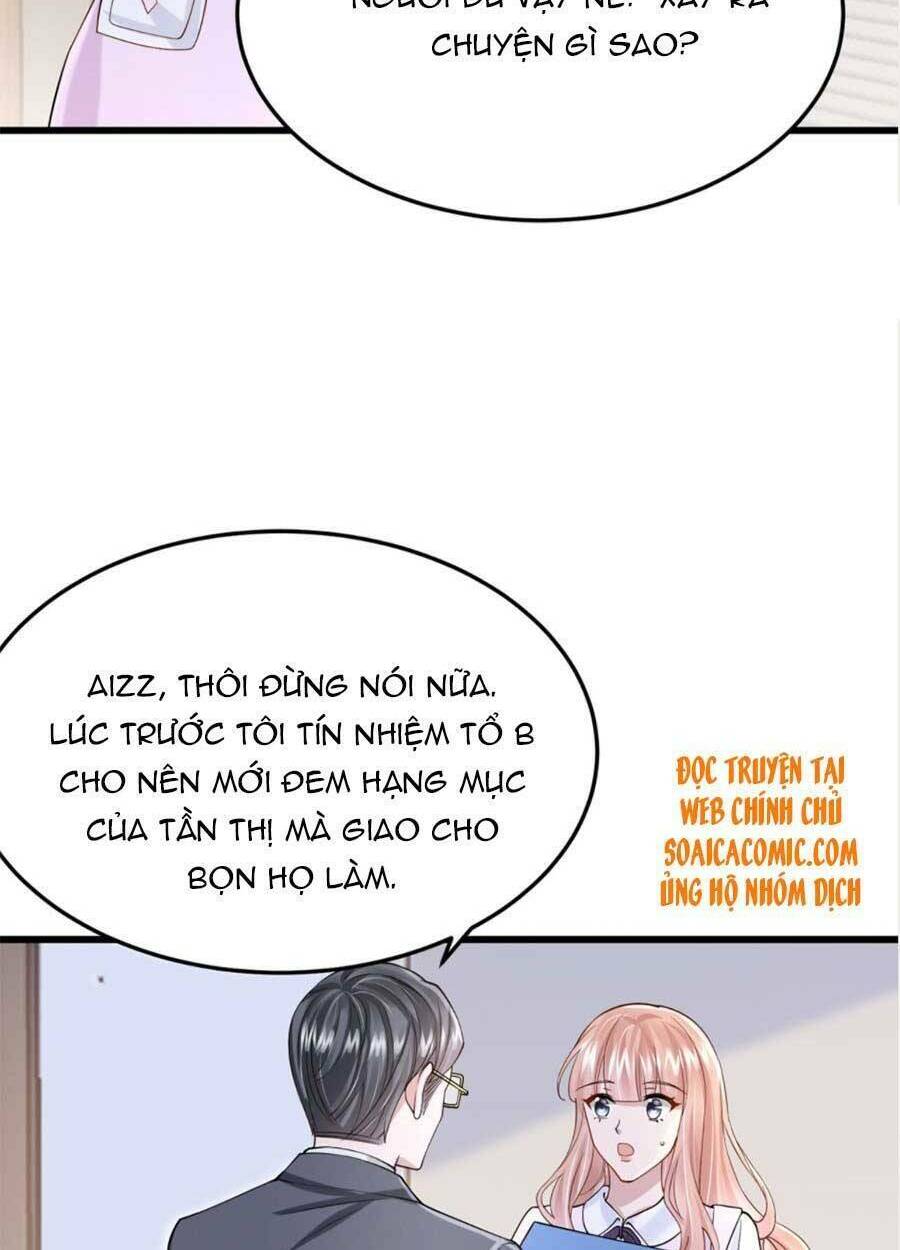 CHUYỆN GÌ SAO?
AIZZ, THÔI ĐỪNG NÓI NỮA.
LÚC TRƯỚC TÔI TÍN NHIỆM TỔ B
CHO NÊN MỚI ĐEM HẠNG MỤC
CỦA TẦN THỊ MÀ GIAO CHO
BỌN HỌ LÀM.
ĐỌC TRUYỆN TẠI
WEB CHÍNH CHỦ
SOAICACOMIC.COM
ỦNG HỘ NHÓM DỊCH